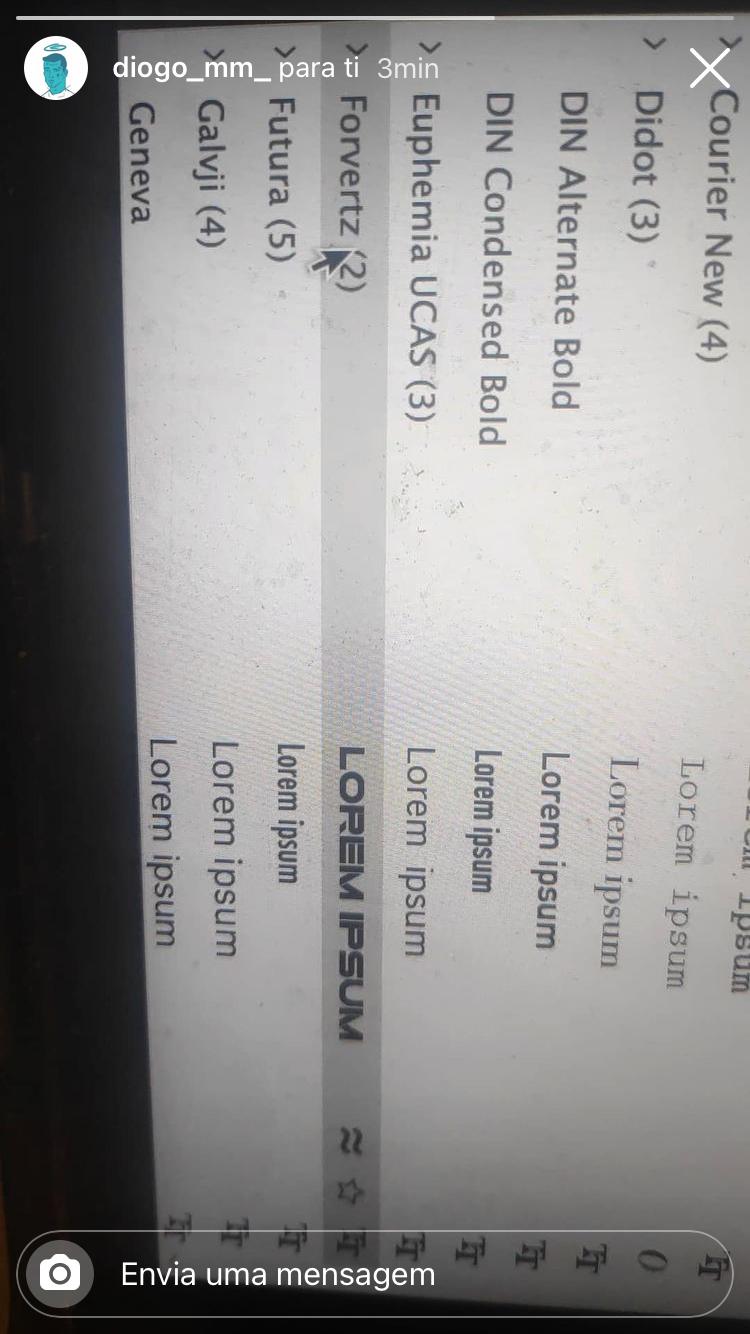 Lorem ipsum
Courier New (4)
Lorem ipsum
Didot (3)
Lorem ipsum
DIN Alternate Bold
Lorem ipsum
DIN Condensed Bold
Lorem ipsum
Euphemia UCAS (3)
Lorem ipsum
Forvertz (2)
LOREM IPSUM
Futura (5)
Lorem ipsum
Galvji (4)
Lorem ipsum
Geneva
Lorem ipsum
diogo_mm_ para ti 3min
Envia uma mensagem